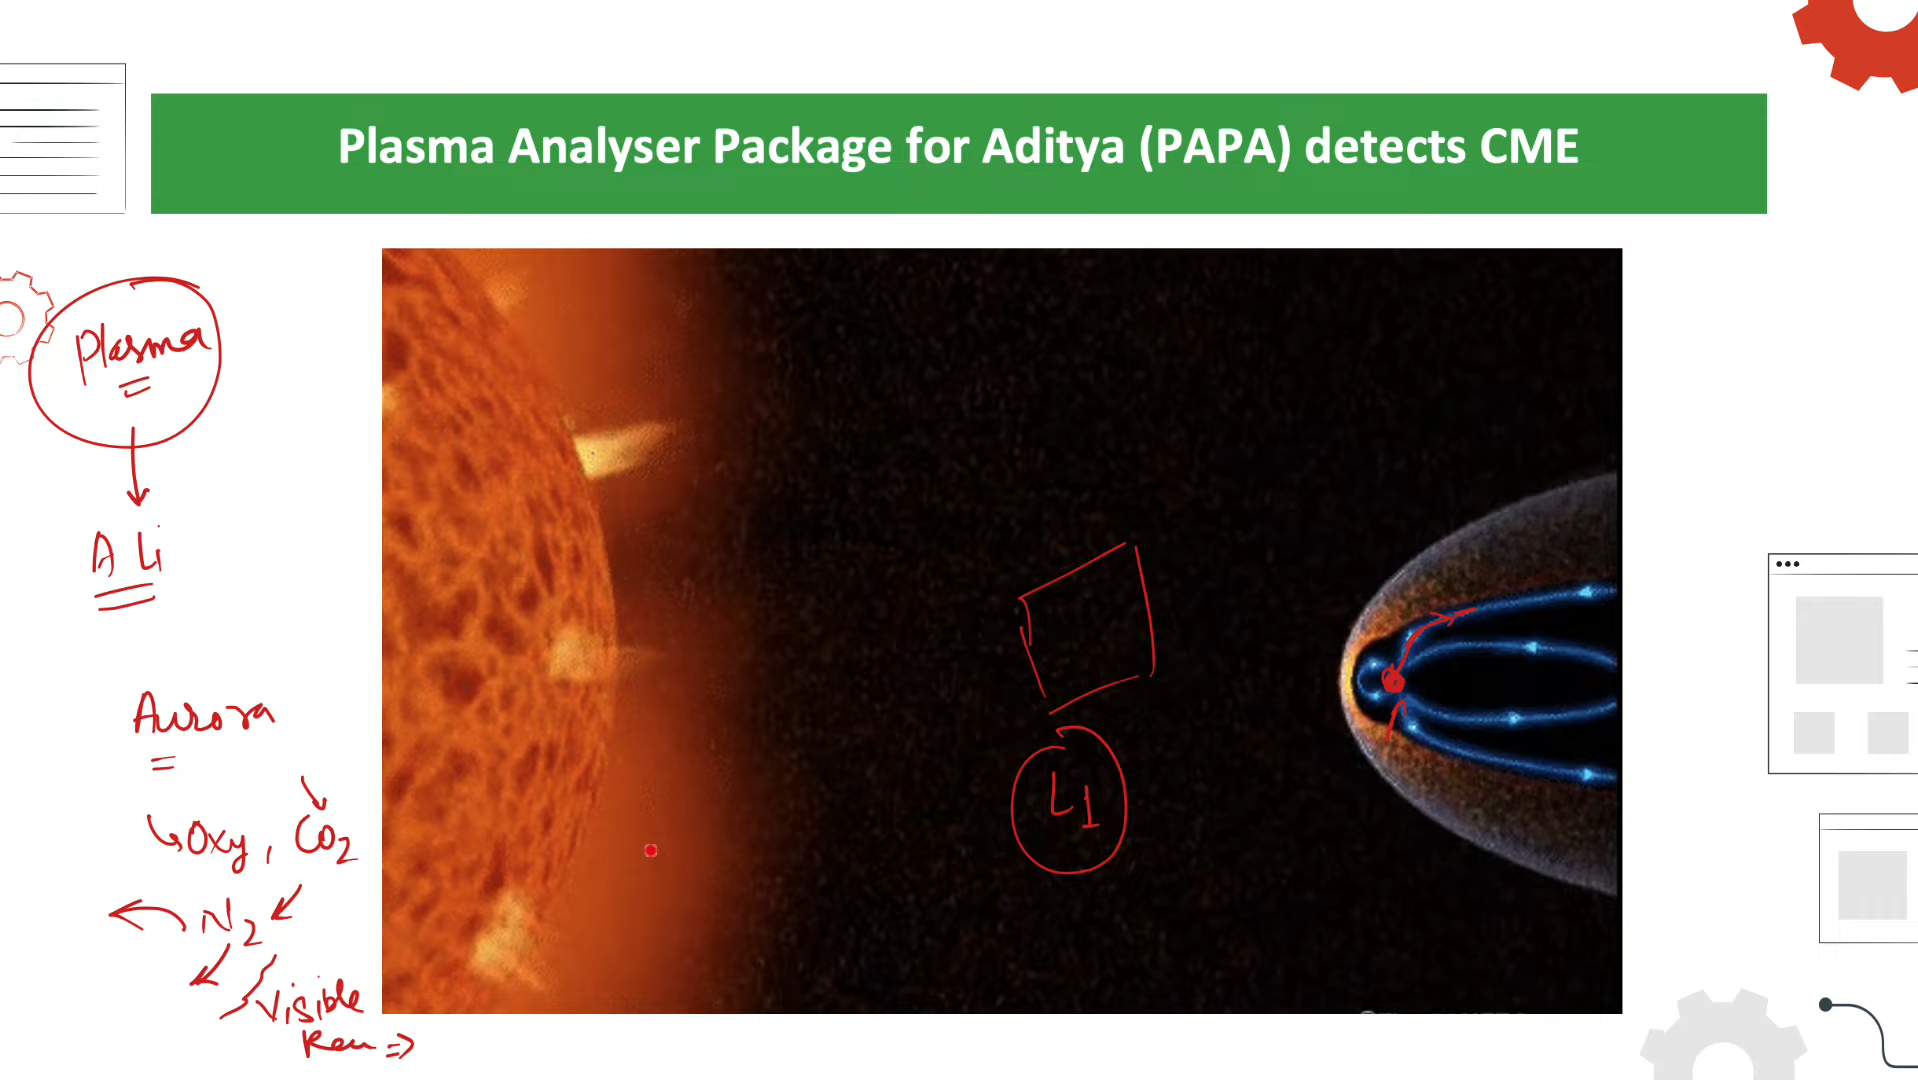 Plasma Analyser Package for Aditya (PAPA) detects CME
Plasma
A Li
Aurora
Oxy, CO2
N2
Visible
L1